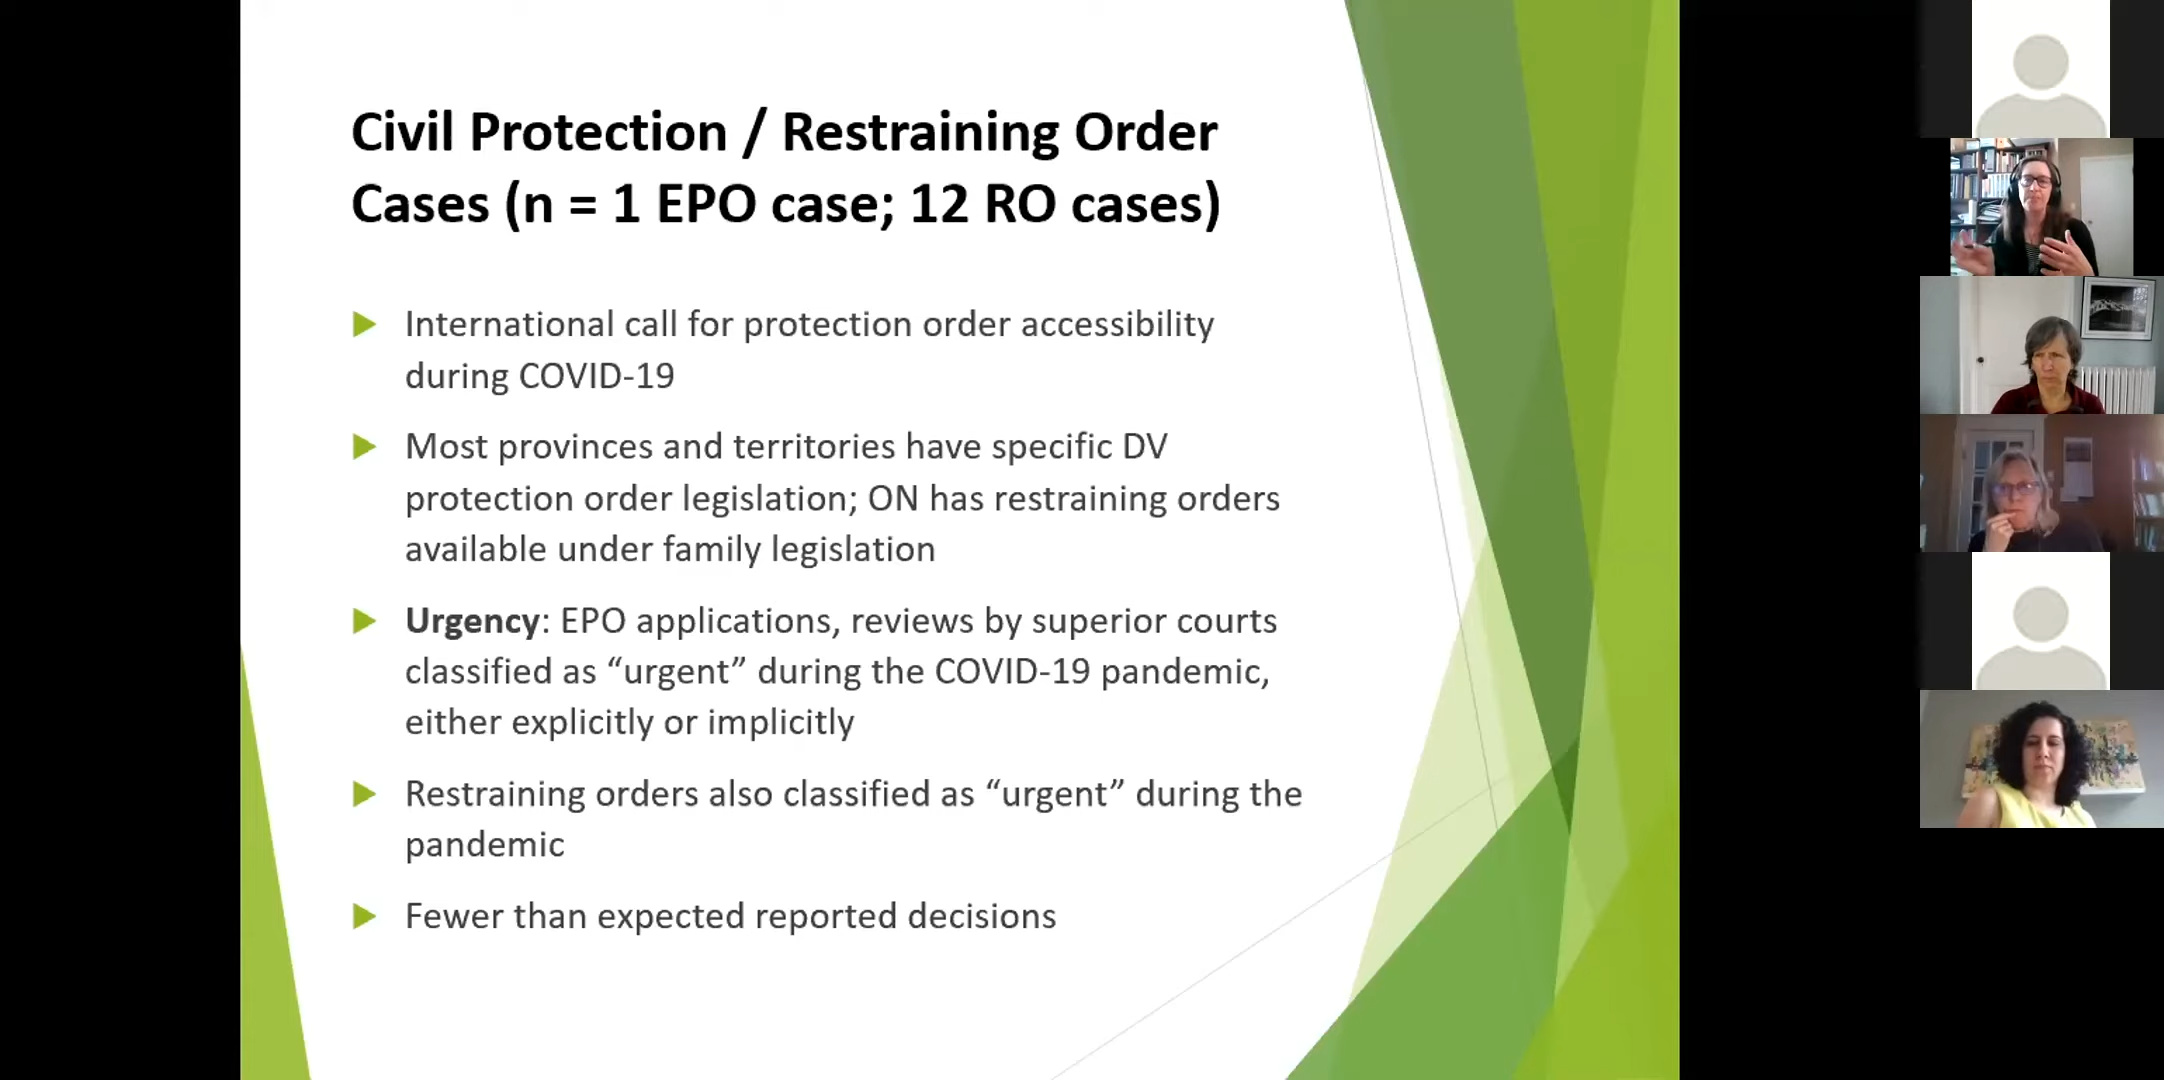 Civil Protection / Restraining Order
Cases (n = 1 EPO case; 12 RO cases)
International call for protection order accessibility
during COVID-19
Most provinces and territories have specific DV
protection order legislation; ON has restraining orders
available under family legislation
Urgency: EPO applications, reviews by superior courts
classified as “urgent” during the COVID-19 pandemic,
either explicitly or implicitly
Restraining orders also classified as “urgent” during the
pandemic
Fewer than expected reported decisions